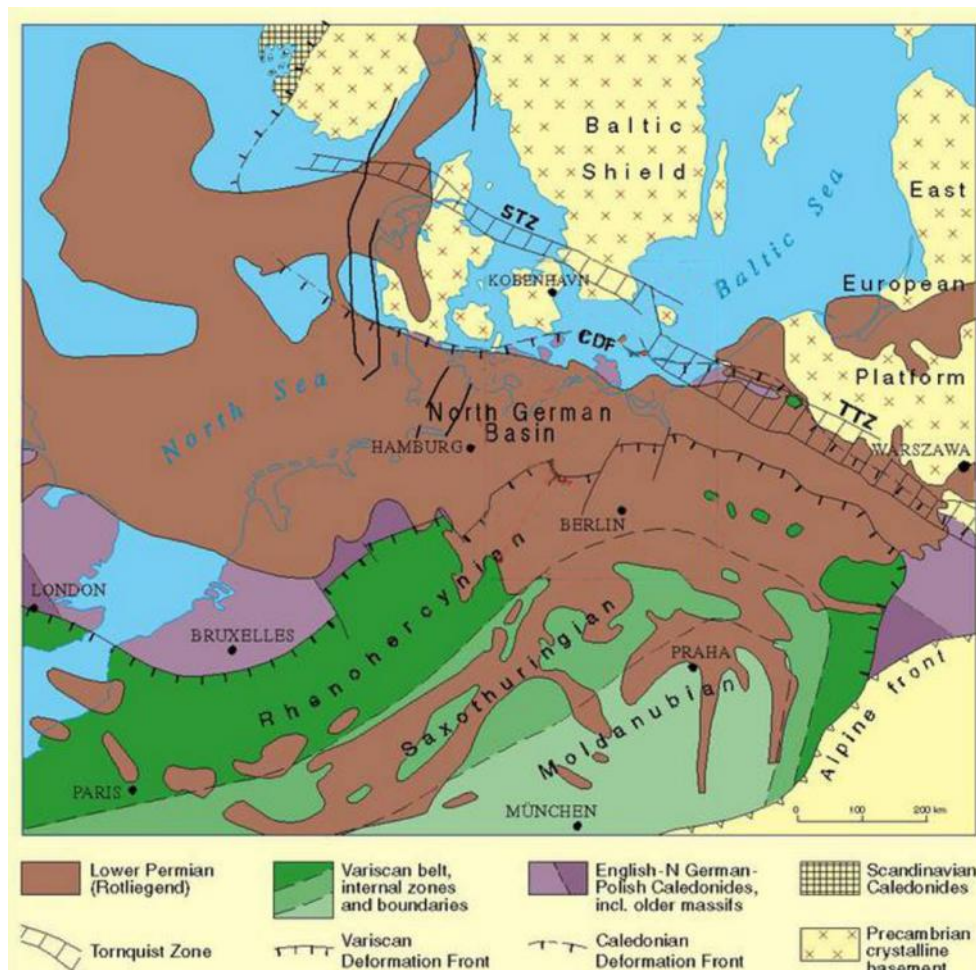 Baltic
Shield
East
European
Platform
Baltic Sea
STZ
KOBENHAVN
CDF
TTZ
North Sea
North German
Basin
HAMBURG
WARSZAWA
BERLIN
LONDON
BRUXELLES
Rhenohercynien
Saxothuringian
PRAHA
Moldanubian
Alpine front
PARIS
MÜNCHEN
0 100 200 km
Lower Permian
(Rotliegend)
Variscan belt,
internal zones
and boundaries
English-N German-
Polish Caledonides,
incl. older massifs
Scandinavian
Caledonides
Tornquist Zone
Variscan
Deformation Front
Caledonian
Deformation Front
Precambrian
crystalline
basement